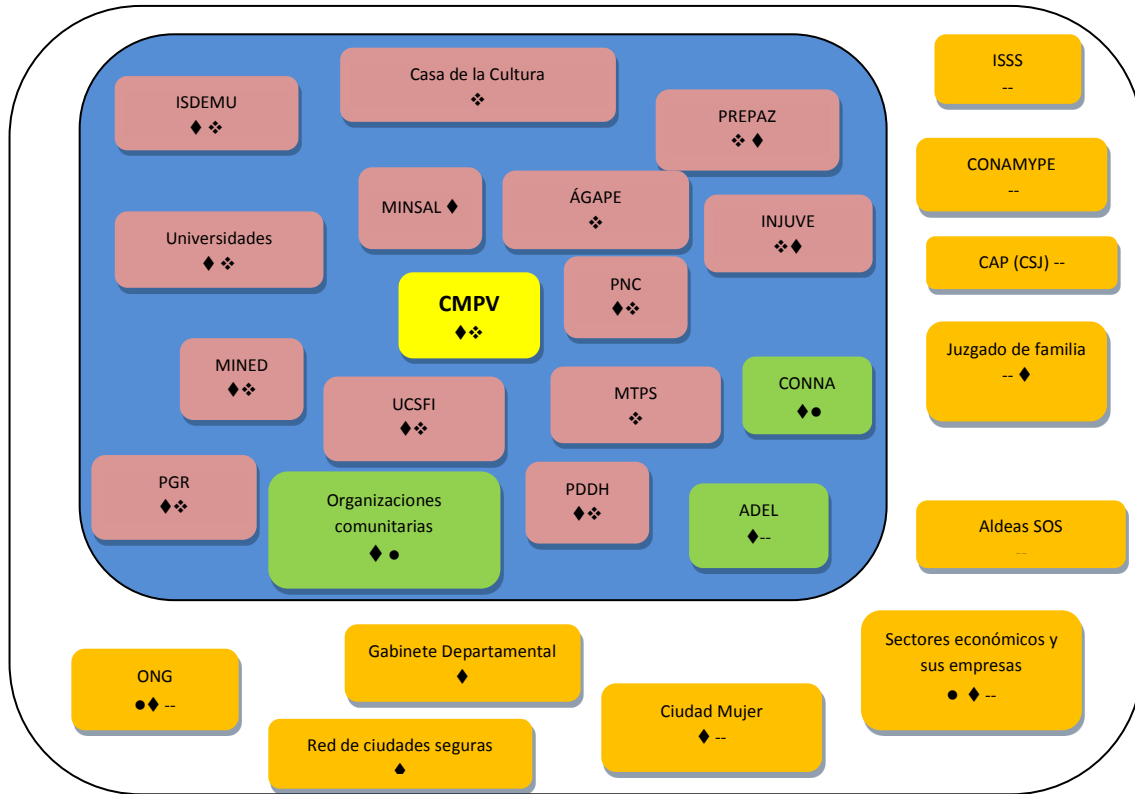 ISSS
--
Casa de la Cultura
❖
ISDEMU
♦ ❖
PREPAZ
❖ ♦
CONAMYPE
--
MINSAL ♦
ÁGAPE
❖
INJUVE
❖♦
Universidades
♦ ❖
CAP (CSJ) --
PNC
♦❖
CMPV
♦❖
Juzgado de familia
-- ♦
MINED
♦❖
CONNA
♦●
UCSFI
♦❖
MTPS
❖
PGR
♦❖
Organizaciones
comunitarias
♦ ●
PDDH
♦❖
ADEL
♦--
Aldeas SOS
--
Sectores económicos y
sus empresas
● ♦ --
Gabinete Departamental
♦
ONG
●♦ --
Ciudad Mujer
♦ --
Red de ciudades seguras
♦